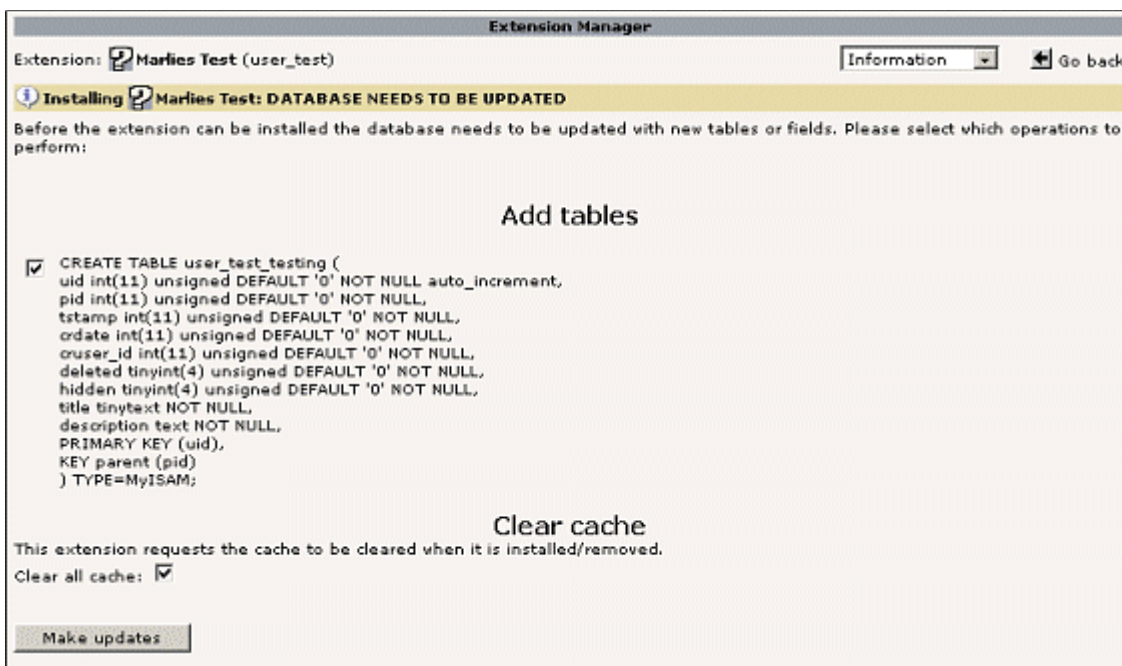 Extension Manager
Extension: Marlies Test (user_test) Information Go back
Installing Marlies Test: DATABASE NEEDS TO BE UPDATED
Before the extension can be installed the database needs to be updated with new tables or fields. Please select which operations to
perform:
Add tables
CREATE TABLE user_test_testing (
uid int(11) unsigned DEFAULT '0' NOT NULL auto_increment,
pid int(11) unsigned DEFAULT '0' NOT NULL,
tstamp int(11) unsigned DEFAULT '0' NOT NULL,
crdate int(11) unsigned DEFAULT '0' NOT NULL,
cruser_id int(11) unsigned DEFAULT '0' NOT NULL,
deleted tinyint(4) unsigned DEFAULT '0' NOT NULL,
hidden tinyint(4) unsigned DEFAULT '0' NOT NULL,
title tinytext NOT NULL,
description text NOT NULL,
PRIMARY KEY (uid),
KEY parent (pid)
) TYPE=MyISAM;
Clear cache
This extension requests the cache to be cleared when it is installed/removed.
Clear all cache:
Make updates